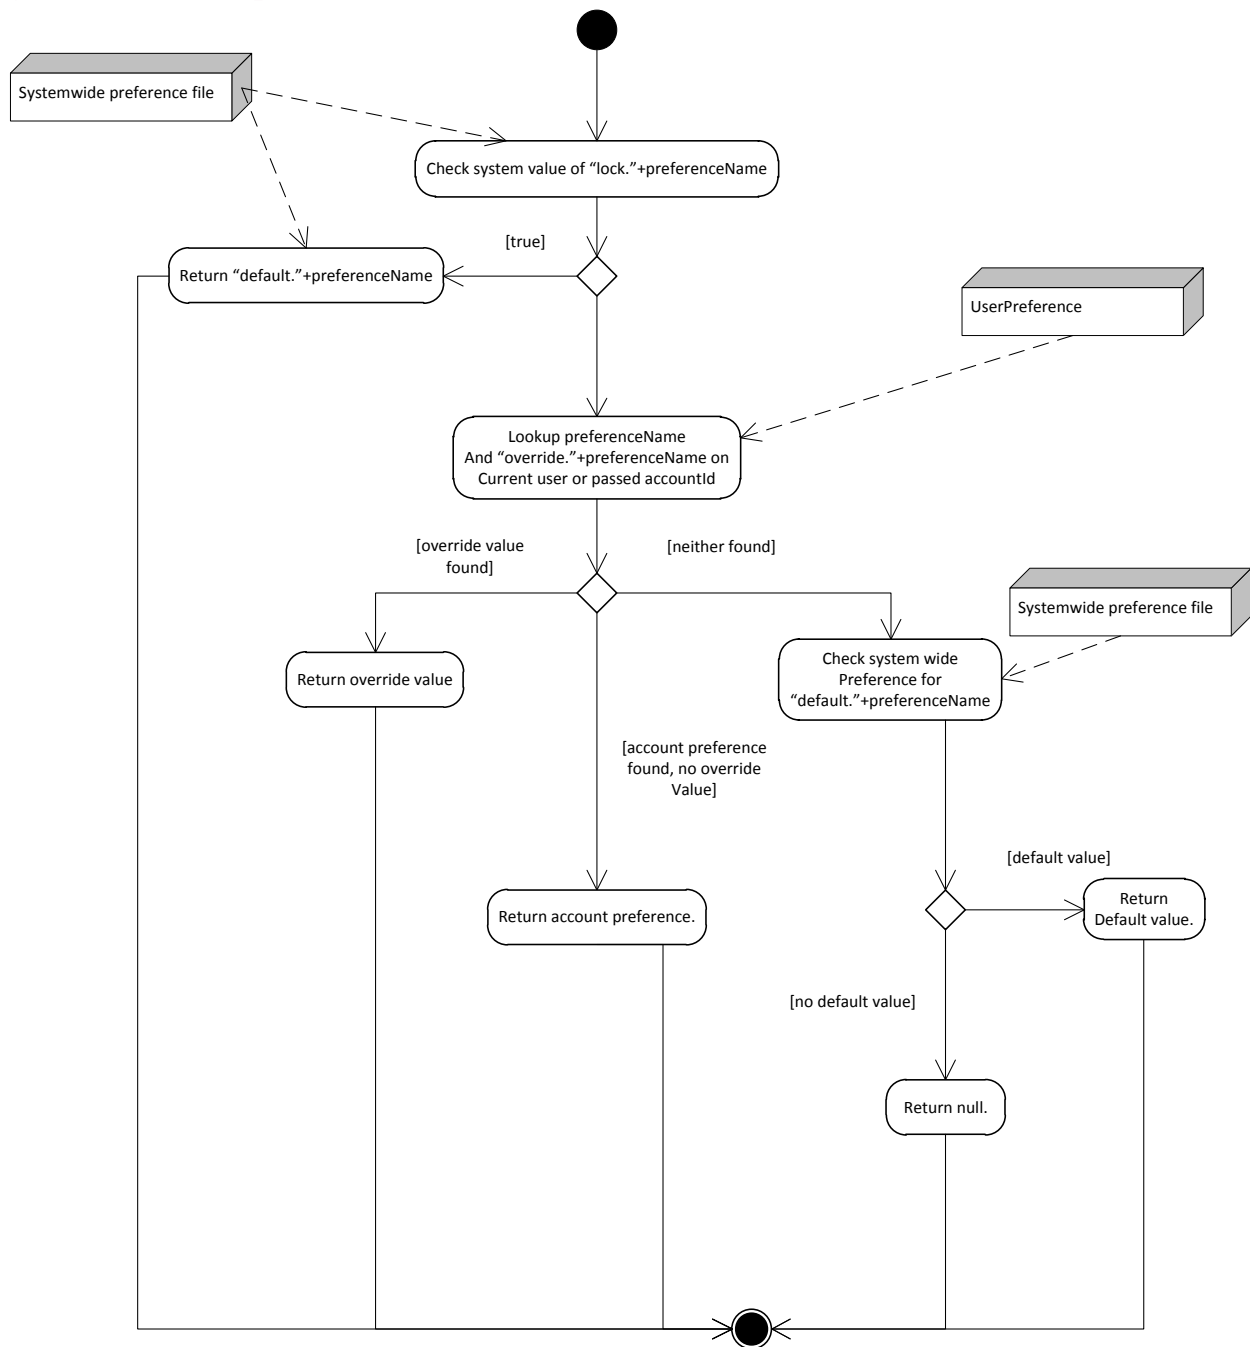 Systemwide preference file
Check system value of “lock.”+preferenceName
[true]
Return “default.”+preferenceName
UserPreference
Lookup preferenceName
And “override.”+preferenceName on
Current user or passed accountId
[override value
found]
[neither found]
Systemwide preference file
Return override value
Check system wide
Preference for
“default.”+preferenceName
[account preference
found, no override
Value]
[default value]
Return account preference.
Return
Default value.
[no default value]
Return null.